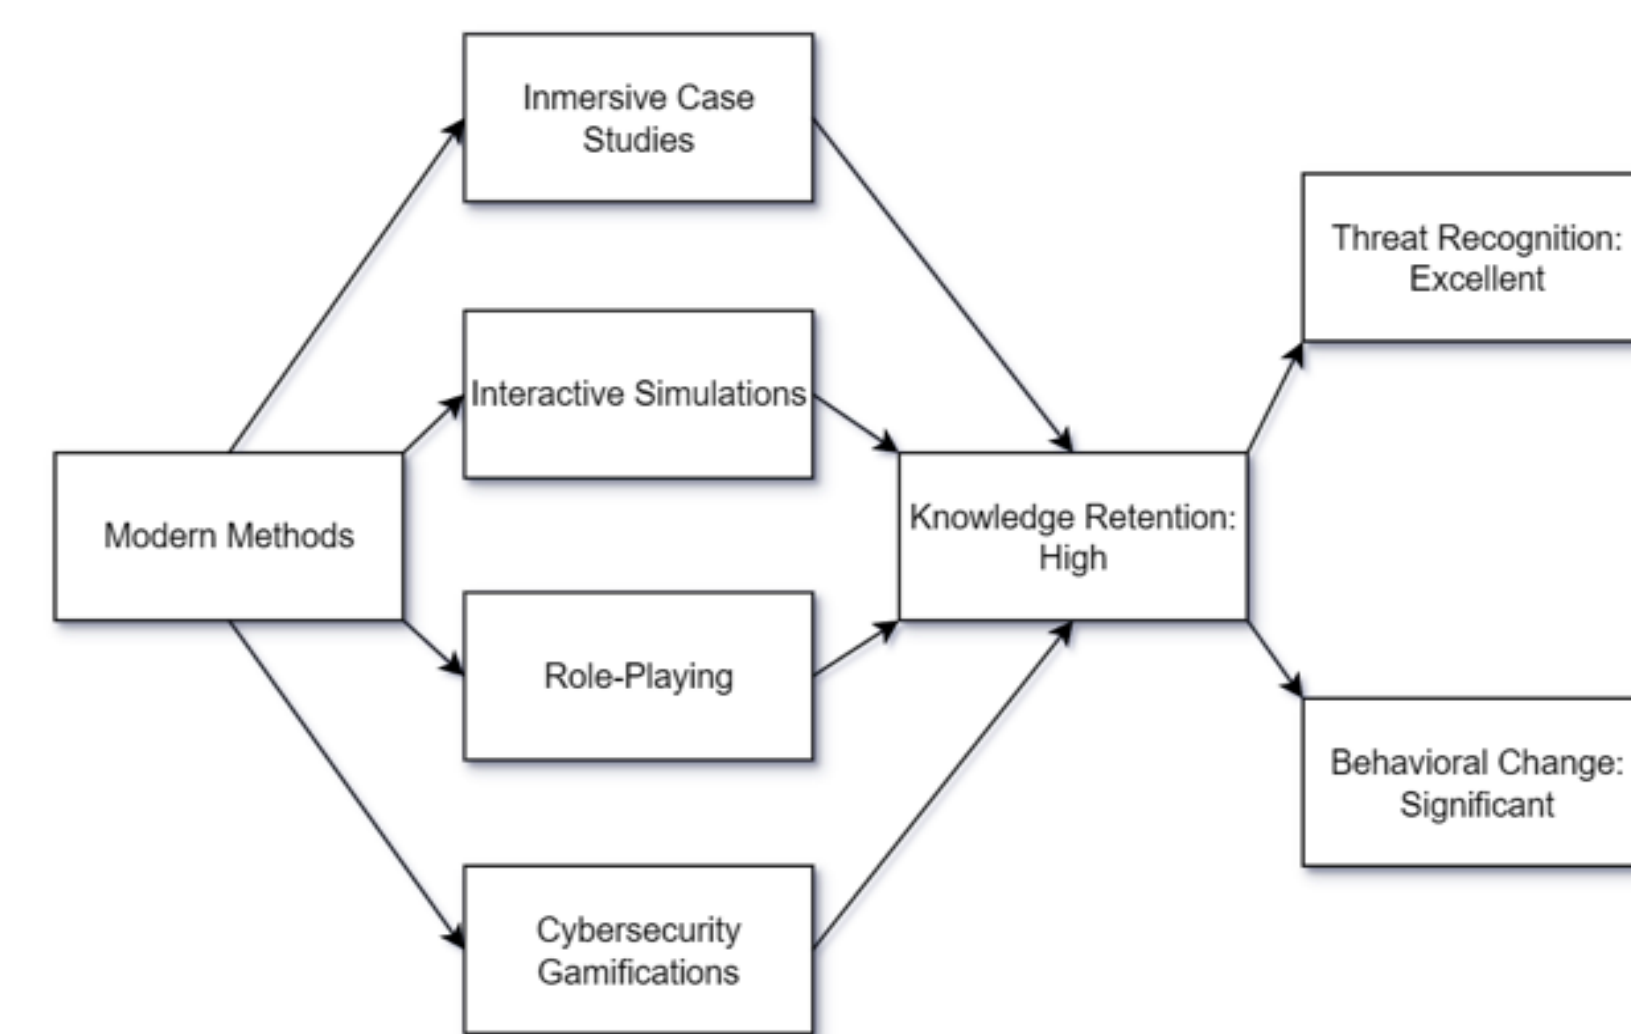 Inmersive Case
Studies
Threat Recognition:
Excellent
Interactive Simulations
Modern Methods
Knowledge Retention:
High
Role-Playing
Behavioral Change:
Significant
Cybersecurity
Gamifications